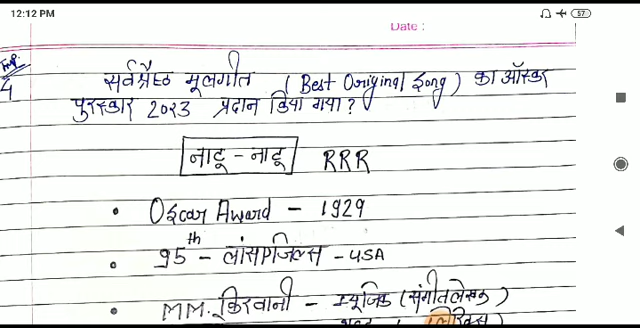 12:12 PM
57
Date :
Imp
4
सर्वश्रेष्ठ मूलगीत (Best Original Song) का ऑस्कर
पुरस्कार 2023 प्रदान किया गया?
नाटू - नाटू RRR
• Oscar Award - 1929
• 95th - लांसएंजिल्स - USA
• MM. किरवानी - म्यूजिक (संगीत लेखक)
(लिरिक्स)